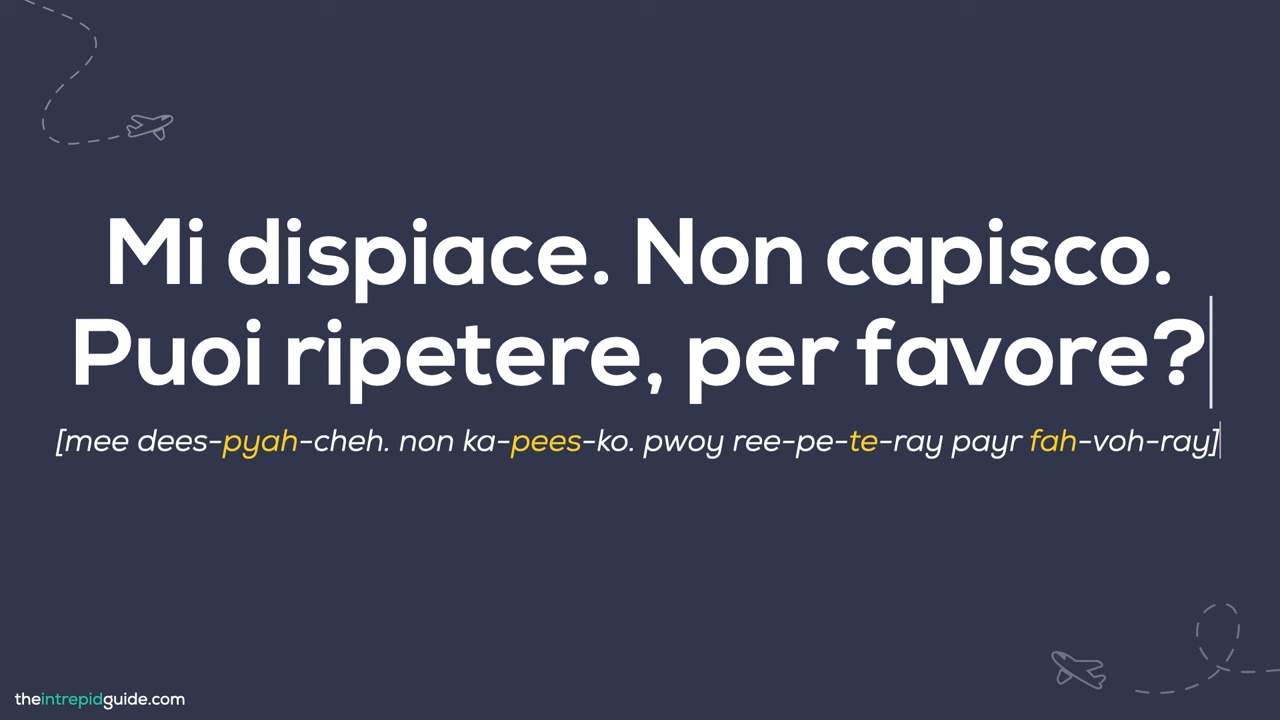 Mi dispiace. Non capisco.
Puoi ripetere, per favore?
[mee dees-pyah-cheh. non ka-pees-ko. pwoy ree-pe-te-ray payr fah-voh-ray]
theintrepidguide.com